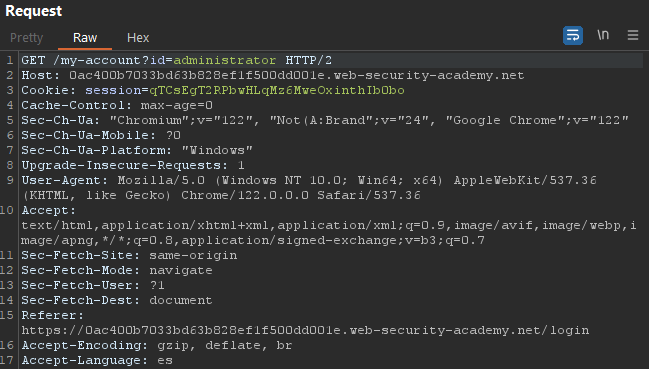 Request
Pretty Raw Hex
\n
1 GET /my-account?id=administrator HTTP/2
2 Host: 0ac400b7033bd63b828ef1f500dd001e.web-security-academy.net
3 Cookie: session=qTCsEgT2RPbwHLqMz6MweOxinthIb0bo
4 Cache-Control: max-age=0
5 Sec-Ch-Ua: "Chromium";v="122", "Not(A:Brand";v="24", "Google Chrome";v="122"
6 Sec-Ch-Ua-Mobile: ?0
7 Sec-Ch-Ua-Platform: "Windows"
8 Upgrade-Insecure-Requests: 1
9 User-Agent: Mozilla/5.0 (Windows NT 10.0; Win64; x64) AppleWebKit/537.36
(KHTML, like Gecko) Chrome/122.0.0.0 Safari/537.36
10 Accept:
text/html,application/xhtml+xml,application/xml;q=0.9,image/avif,image/webp,i
mage/apng,*/*;q=0.8,application/signed-exchange;v=b3;q=0.7
11 Sec-Fetch-Site: same-origin
12 Sec-Fetch-Mode: navigate
13 Sec-Fetch-User: ?1
14 Sec-Fetch-Dest: document
15 Referer:
https://0ac400b7033bd63b828ef1f500dd001e.web-security-academy.net/login
16 Accept-Encoding: gzip, deflate, br
17 Accept-Language: es